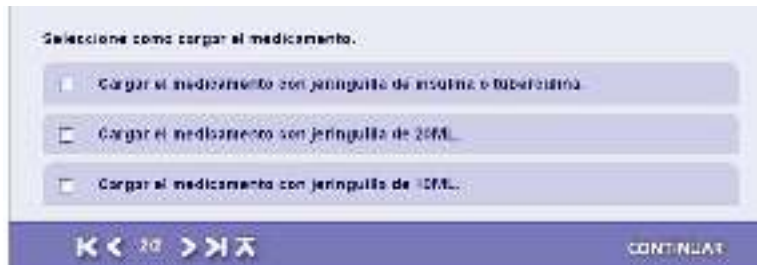 Seleccione como cargar el medicamento.
Cargar el medicamento con jeringuilla de insulina o tuberculina.
Cargar el medicamento con jeringuilla de 20ML.
Cargar el medicamento con jeringuilla de 10ML.
CONTINUAR